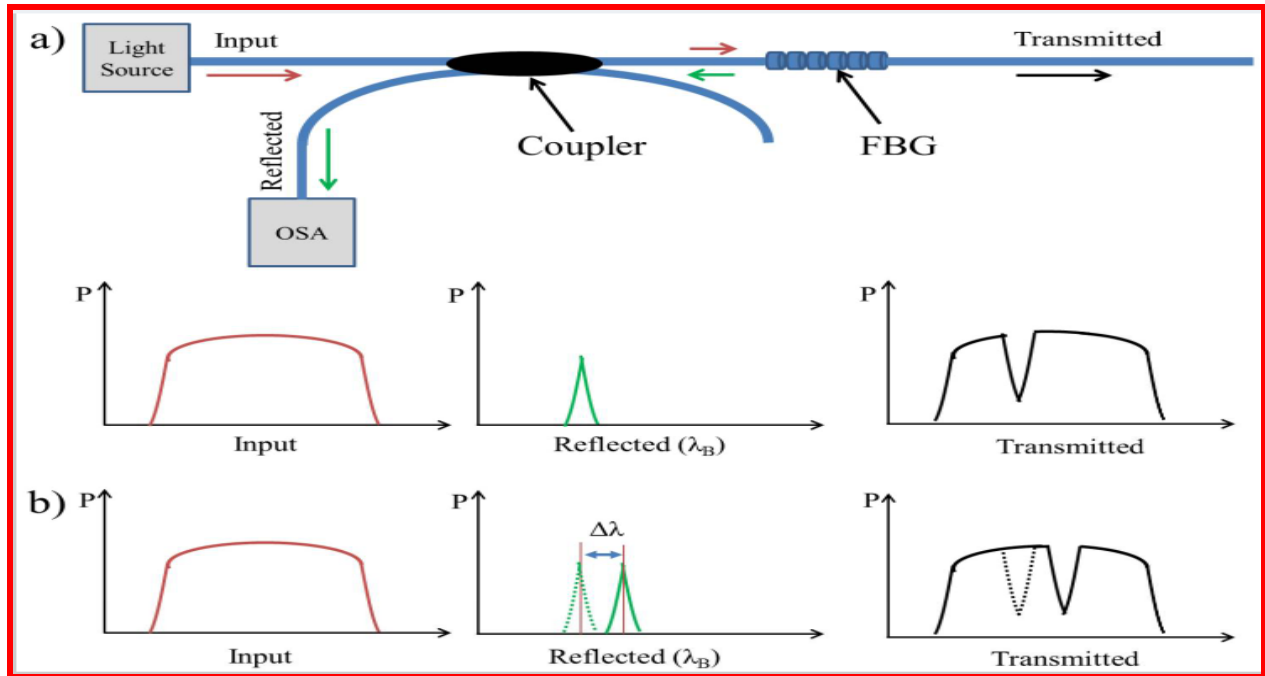 a)
Light
Source
Input
Transmitted
Reflected
Coupler
FBG
OSA
P
P
P
Input
Reflected (λB)
Transmitted
b)
P
P
P
Δλ
Input
Reflected (λB)
Transmitted